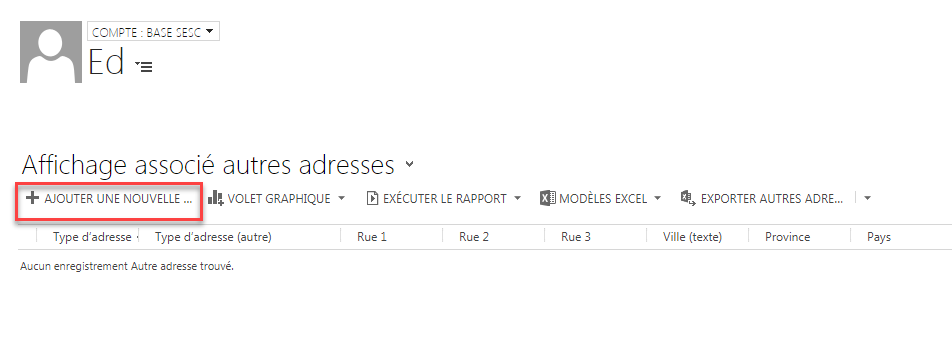 COMPTE : BASE SESC
Ed
Affichage associé autres adresses
AJOUTER UNE NOUVELLE ... VOLET GRAPHIQUE EXÉCUTER LE RAPPORT MODÈLES EXCEL EXPORTER AUTRES ADRE...
Type d'adresse Type d'adresse (autre) Rue 1 Rue 2 Rue 3 Ville (texte) Province Pays
Aucun enregistrement Autre adresse trouvé.